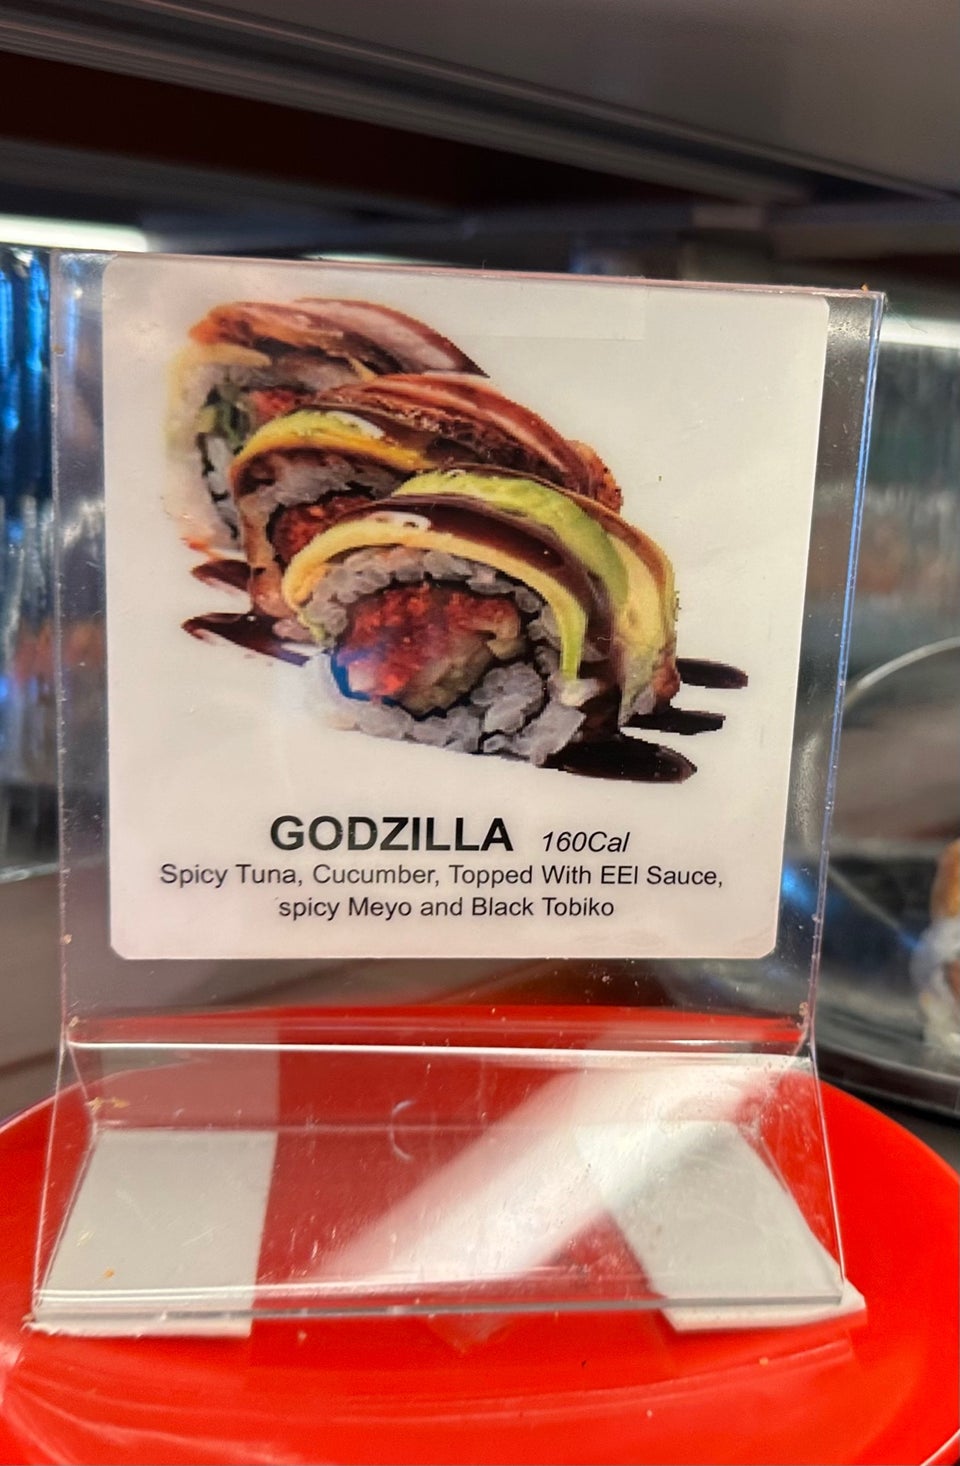 GODZILLA 160Cal
Spicy Tuna, Cucumber, Topped With EEl Sauce,
spicy Meyo and Black Tobiko